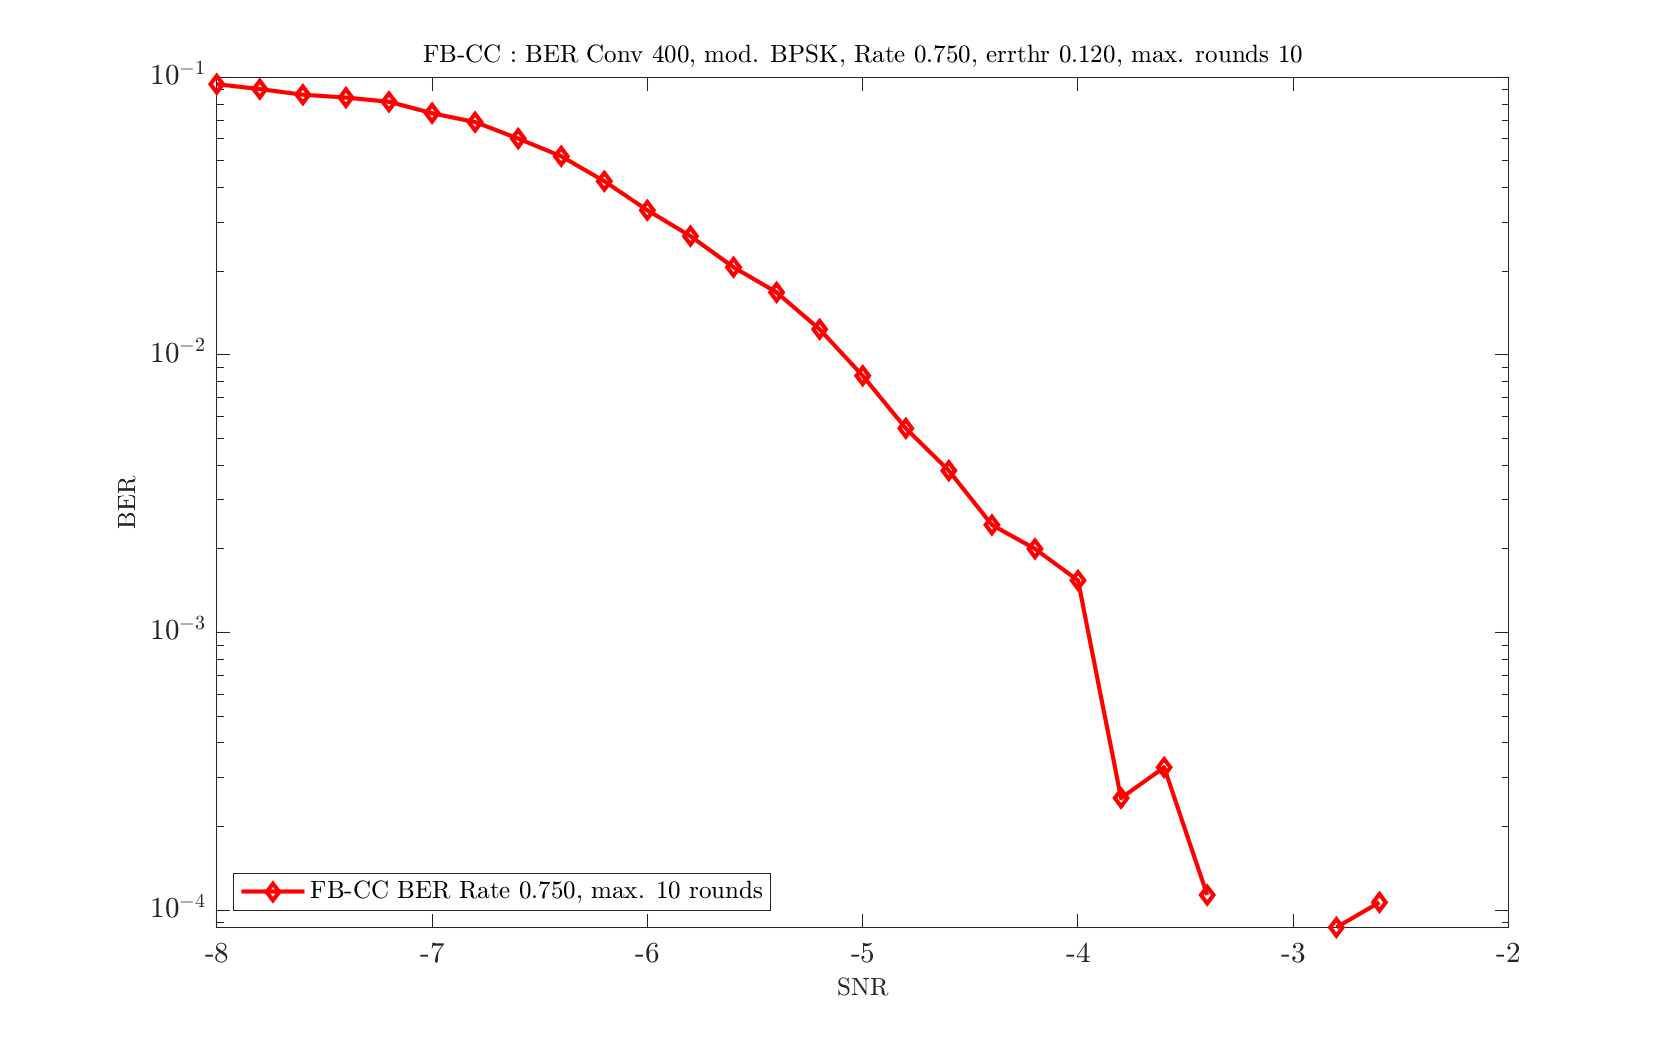 FB-CC : BER Conv 400, mod. BPSK, Rate 0.750, errthr 0.120, max. rounds 10
10^{-1}
10^{-2}
10^{-3}
10^{-4}
BER
FB-CC BER Rate 0.750, max. 10 rounds
-8 -7 -6 -5 -4 -3 -2
SNR